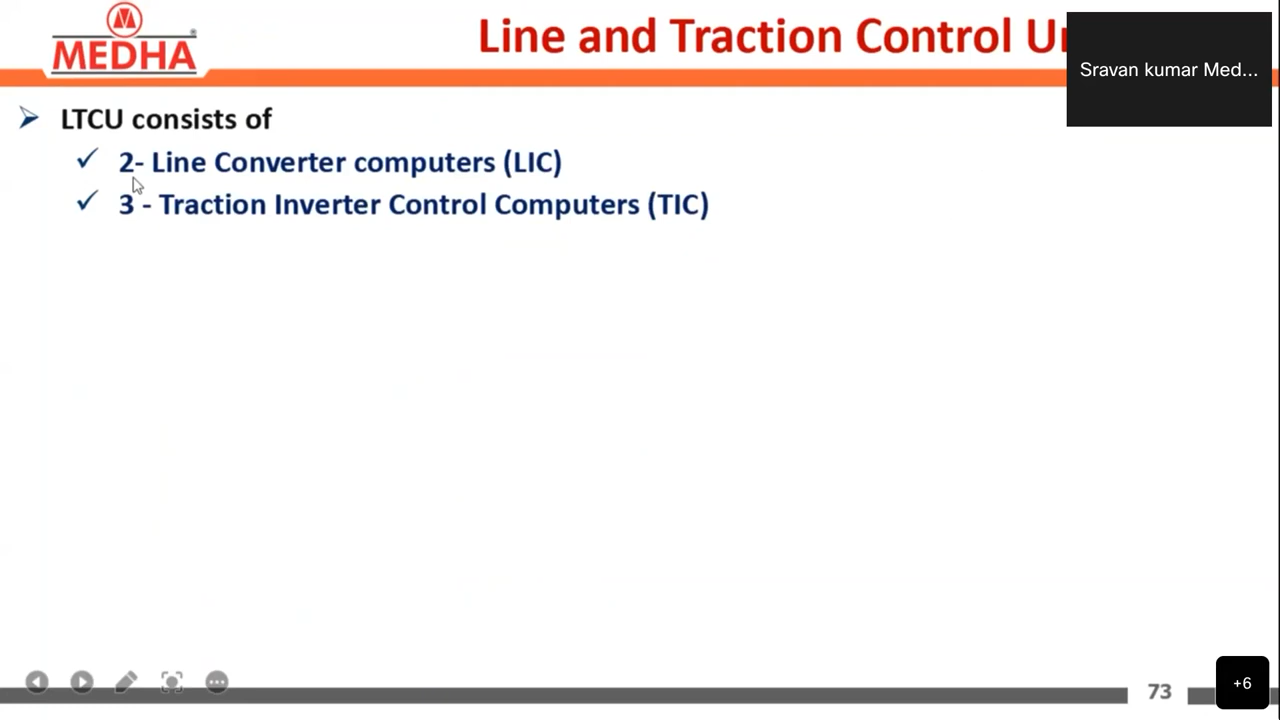 MEDHA
Line and Traction Control
Sravan kumar Med...
LTCU consists of
2- Line Converter computers (LIC)
3 - Traction Inverter Control Computers (TIC)
73
+6